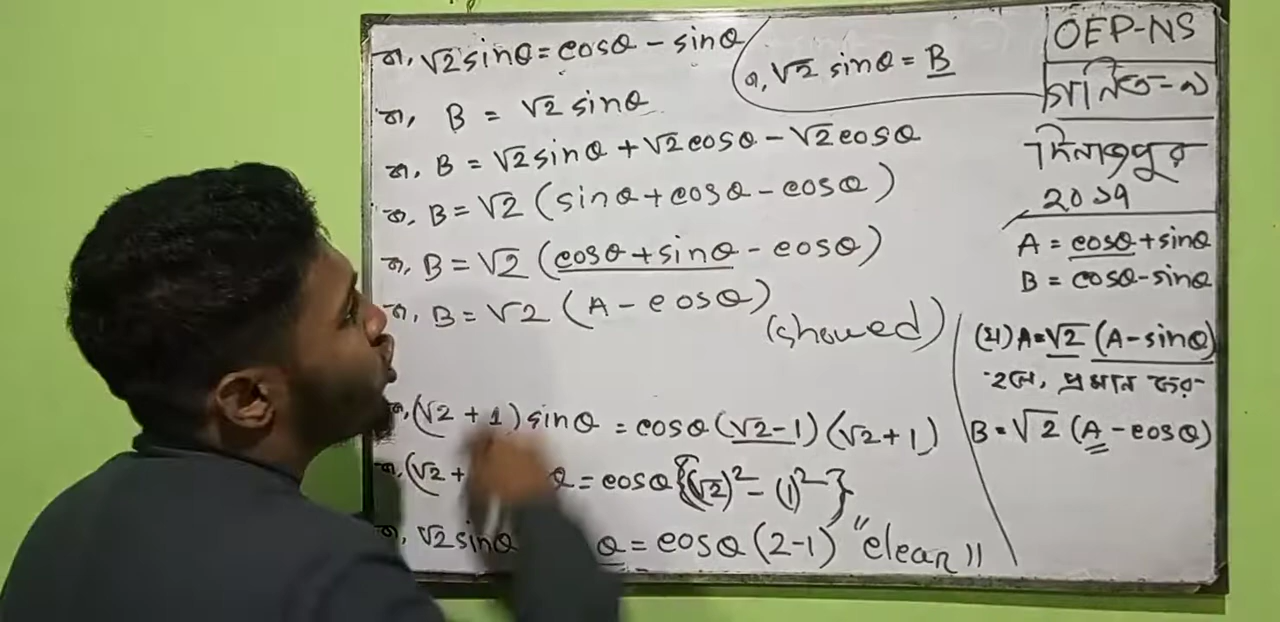 বা, √2 sinθ = cosθ - sinθ
বা, √2 sinθ = B
বা, B = √2 sinθ
বা, B = √2 sinθ + √2 cosθ - √2 cosθ
বা, B = √2 (sinθ + cosθ - cosθ)
বা, B = √2 (cosθ + sinθ - cosθ)
বা, B = √2 (A - cosθ)
(showed)
বা, (√2 + 1) sinθ = cosθ (√2 - 1) (√2 + 1)
বা, (√2 + θ = cosθ {(√2)² - (1)²}
বা, √2 sinθ θ = cosθ (2-1) "clear"
OEP-NS
গনিত-৯
দিনাজপুর
2019
A = cosθ + sinθ
B = cosθ - sinθ
A = √2 (A - sinθ)
হলে, প্রমান কর-
B = √2 (A - cosθ)